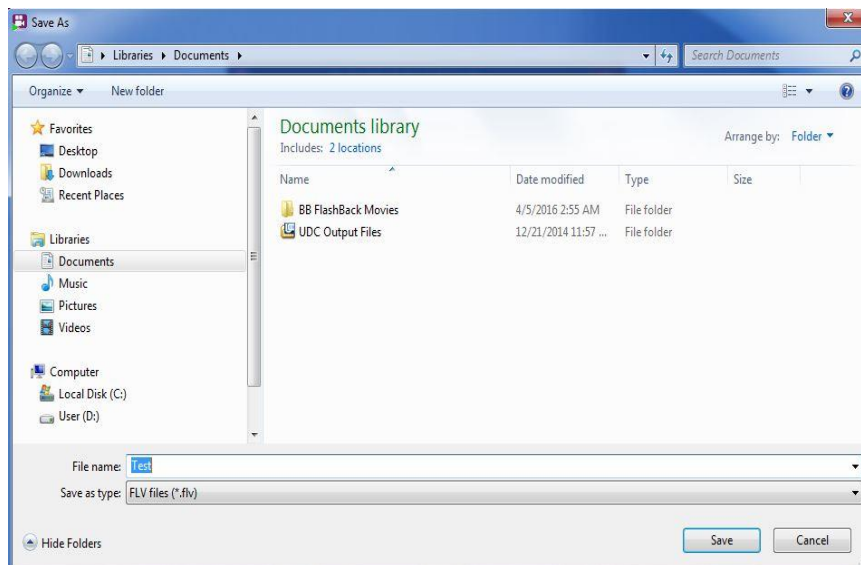 Save As
Libraries Documents
Search Documents
Organize New folder
Favorites
Desktop
Downloads
Recent Places
Libraries
Documents
Music
Pictures
Videos
Computer
Local Disk (C:)
User (D:)
Documents library
Includes: 2 locations
Arrange by: Folder
Name Date modified Type Size
BB FlashBack Movies 4/5/2016 2:55 AM File folder
UDC Output Files 12/21/2014 11:57 ... File folder
File name: Test
Save as type: FLV files (*.flv)
Hide Folders
Save Cancel